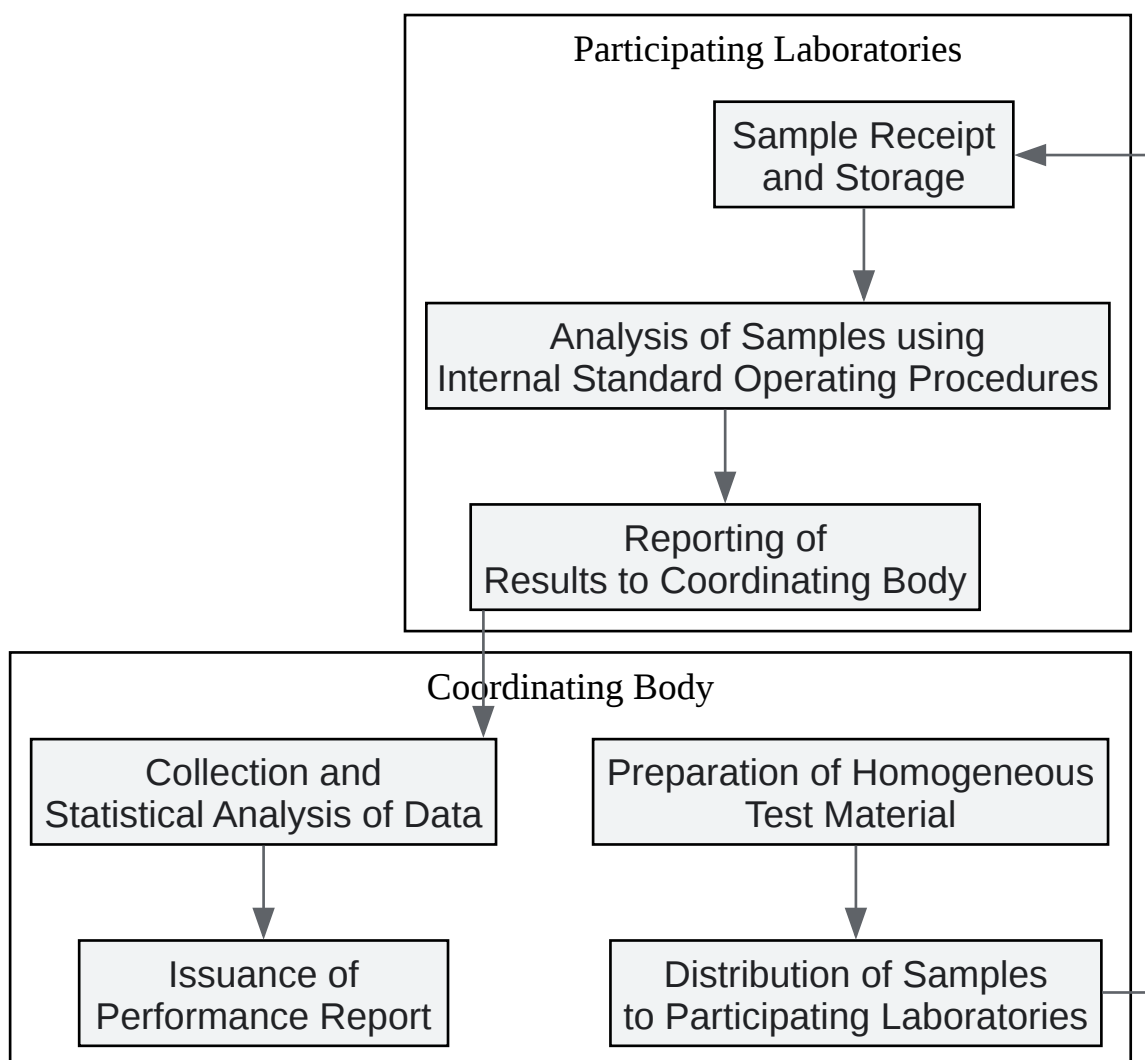 Participating Laboratories
Sample Receipt
and Storage
Analysis of Samples using
Internal Standard Operating Procedures
Reporting of
Results to Coordinating Body
Coordinating Body
Collection and
Statistical Analysis of Data
Preparation of Homogeneous
Test Material
Issuance of
Performance Report
Distribution of Samples
to Participating Laboratories